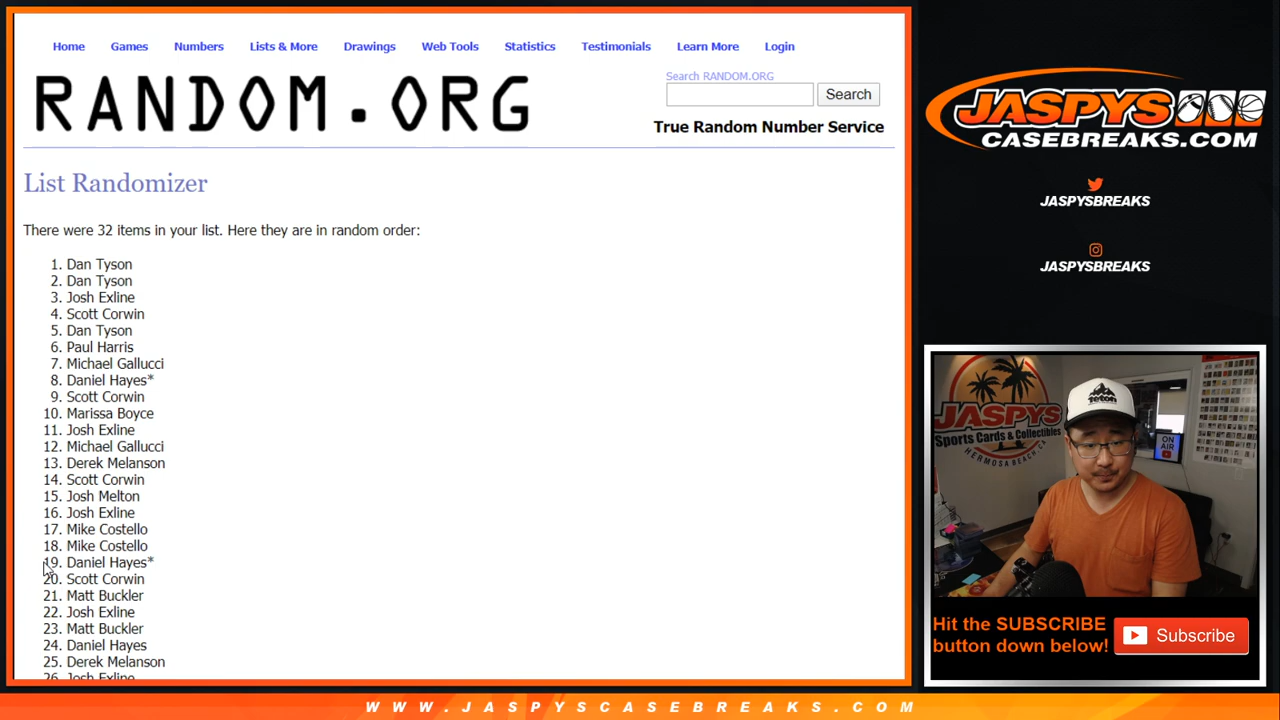 Home Games Numbers Lists & More Drawings Web Tools Statistics Testimonials Learn More Login
RANDOM.ORG
Search RANDOM.ORG
Search
True Random Number Service
List Randomizer
There were 32 items in your list. Here they are in random order:
1. Dan Tyson
2. Dan Tyson
3. Josh Exline
4. Scott Corwin
5. Dan Tyson
6. Paul Harris
7. Michael Gallucci
8. Daniel Hayes*
9. Scott Corwin
10. Marissa Boyce
11. Josh Exline
12. Michael Gallucci
13. Derek Melanson
14. Scott Corwin
15. Josh Melton
16. Josh Exline
17. Mike Costello
18. Mike Costello
19. Daniel Hayes*
20. Scott Corwin
21. Matt Buckler
22. Josh Exline
23. Matt Buckler
24. Daniel Hayes
25. Derek Melanson
26. Josh Exline
JASPYS
CASEBREAKS.COM
JASPYSBREAKS
JASPYSBREAKS
JASPYS
Sports Cards & Collectibles
HERMOSA BEACH CA
TETON
ON
AIR
Hit the SUBSCRIBE
button down below!
Subscribe
WWW.JASPYSCASEBREAKS.COM